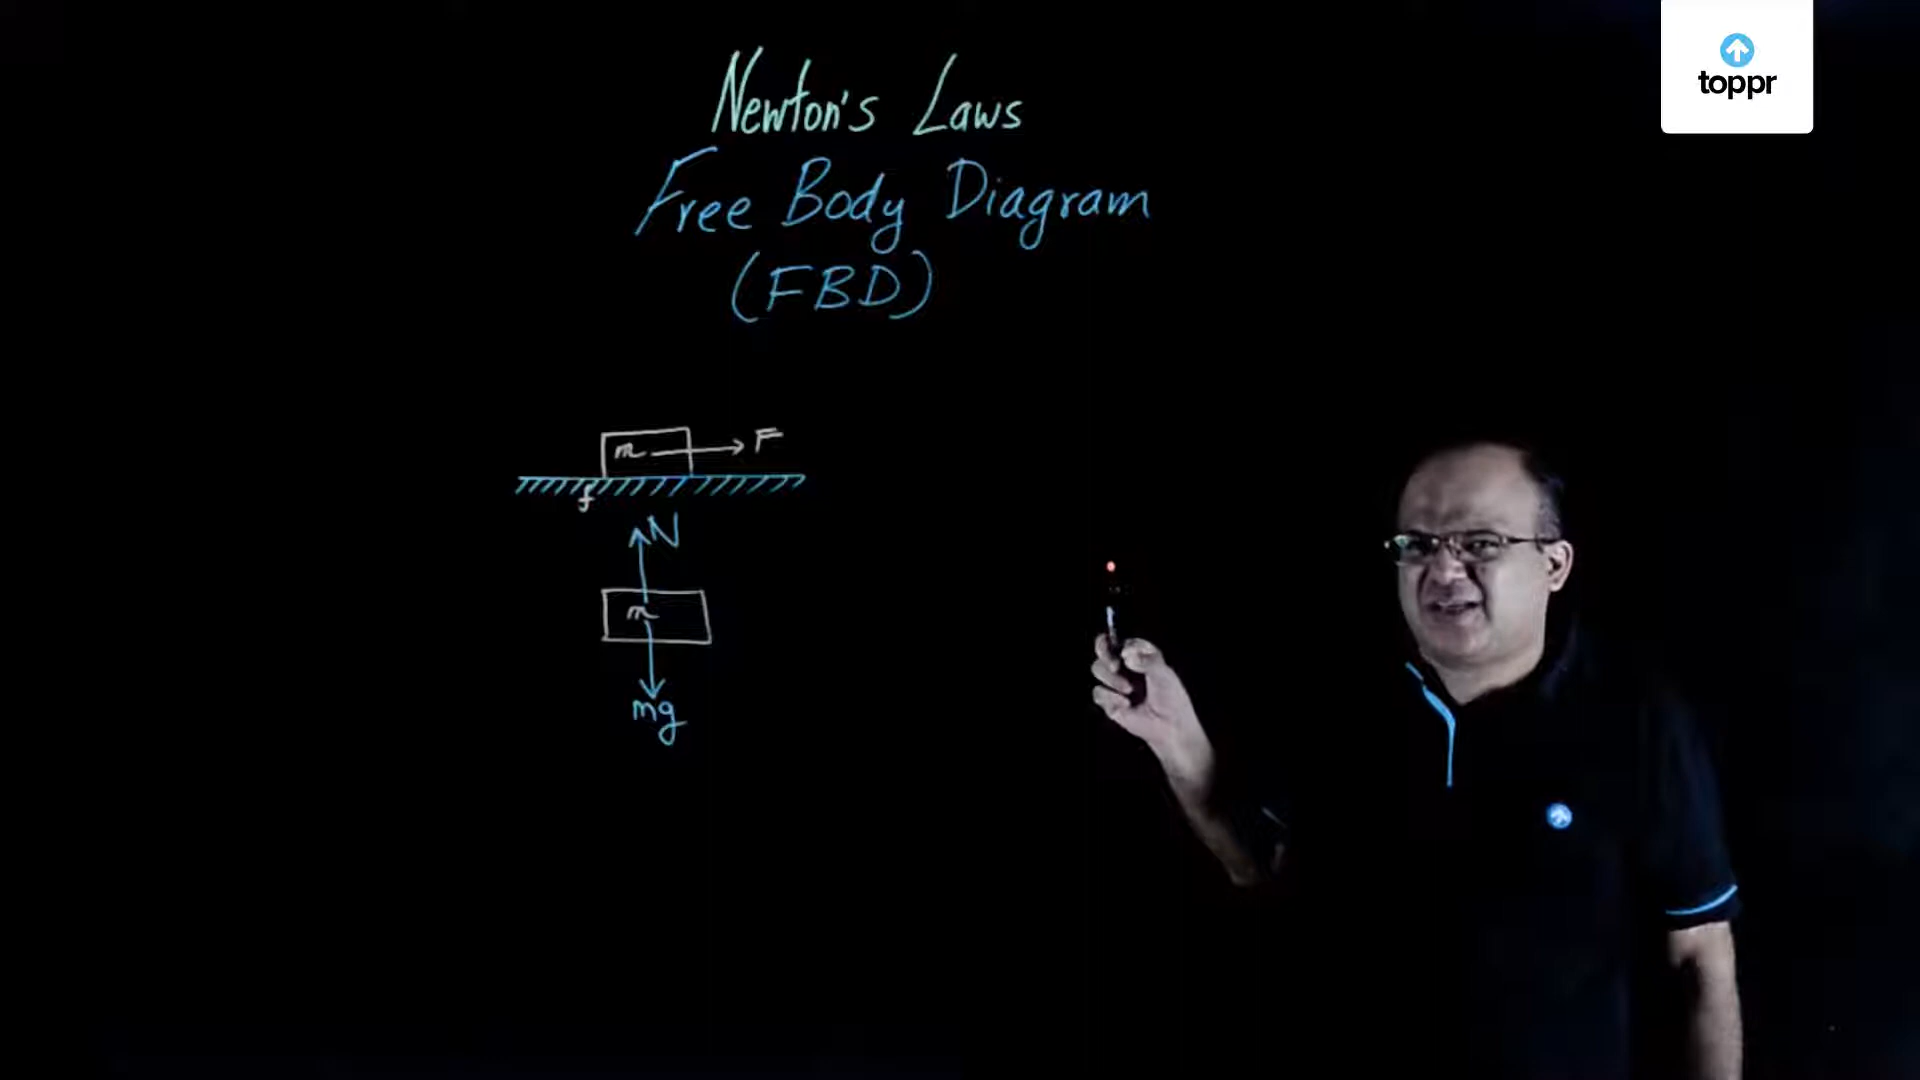 toppr
Newton's Laws
Free Body Diagram
(FBD)
m F
f
N
m
mg